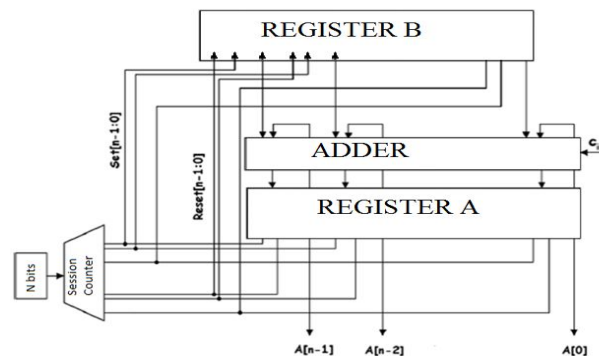 REGISTER B
Set[n-1:0]
Reset[n-1:0]
ADDER
REGISTER A
N bits
Session
Counter
A[n-1]
A[n-2]
A[0]